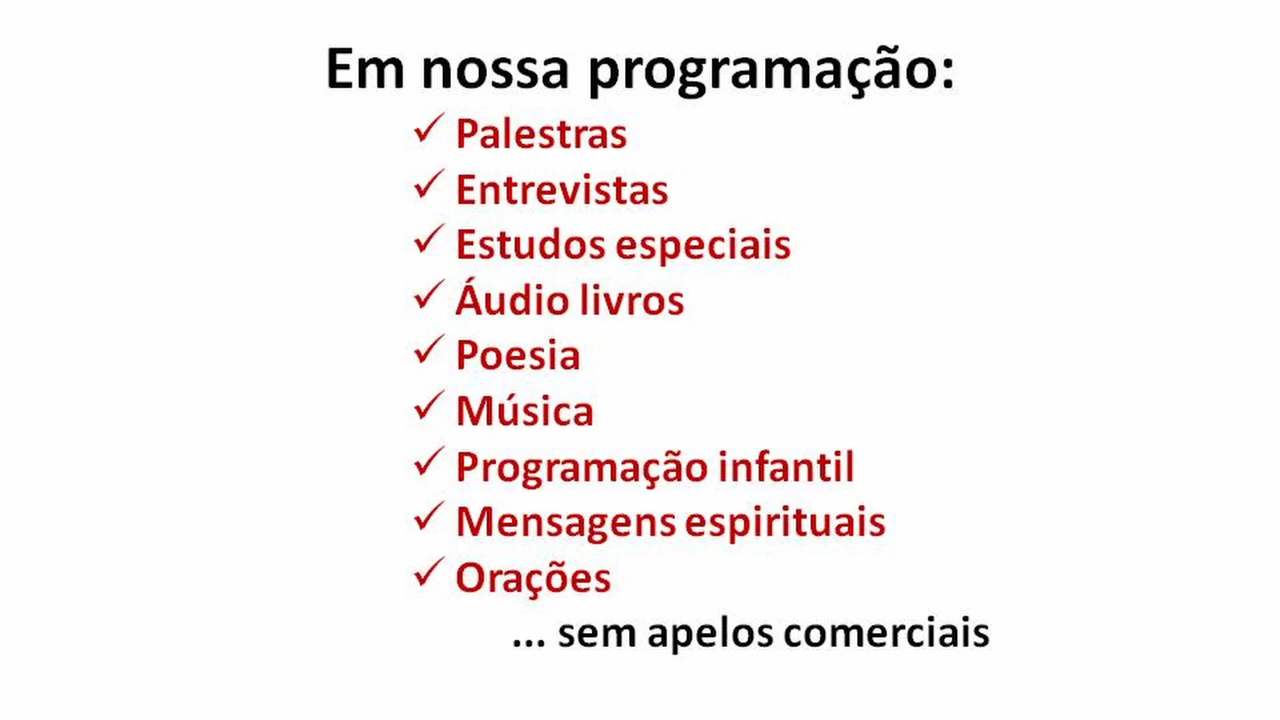 Em nossa programação:
✓ Palestras
✓ Entrevistas
✓ Estudos especiais
✓ Áudio livros
✓ Poesia
✓ Música
✓ Programação infantil
✓ Mensagens espirituais
✓ Orações
... sem apelos comerciais